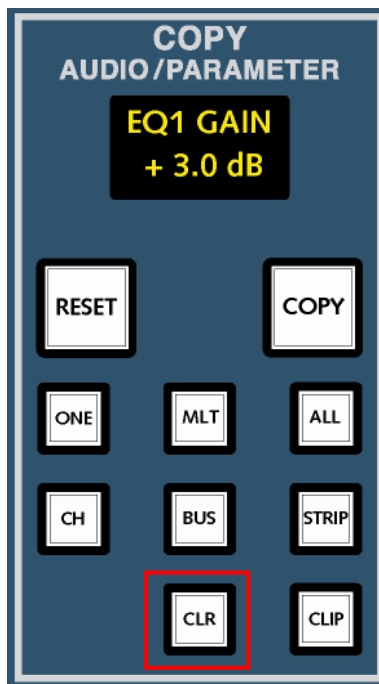 COPY
AUDIO/PARAMETER
EQ1 GAIN
+ 3.0 dB
RESET COPY
ONE MLT ALL
CH BUS STRIP
CLR CLIP